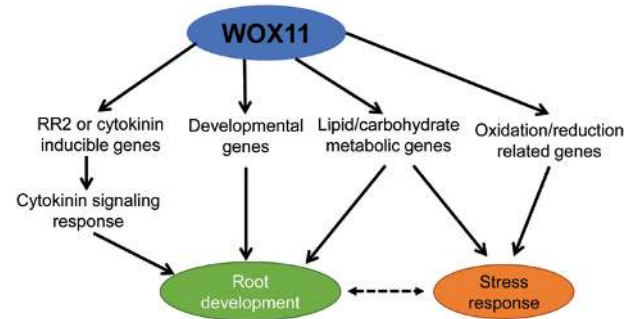 WOX11
RR2 or cytokinin
inducible genes
Developmental
genes
Lipid/carbohydrate
metabolic genes
Oxidation/reduction
related genes
Cytokinin signaling
response
Root
development
Stress
response